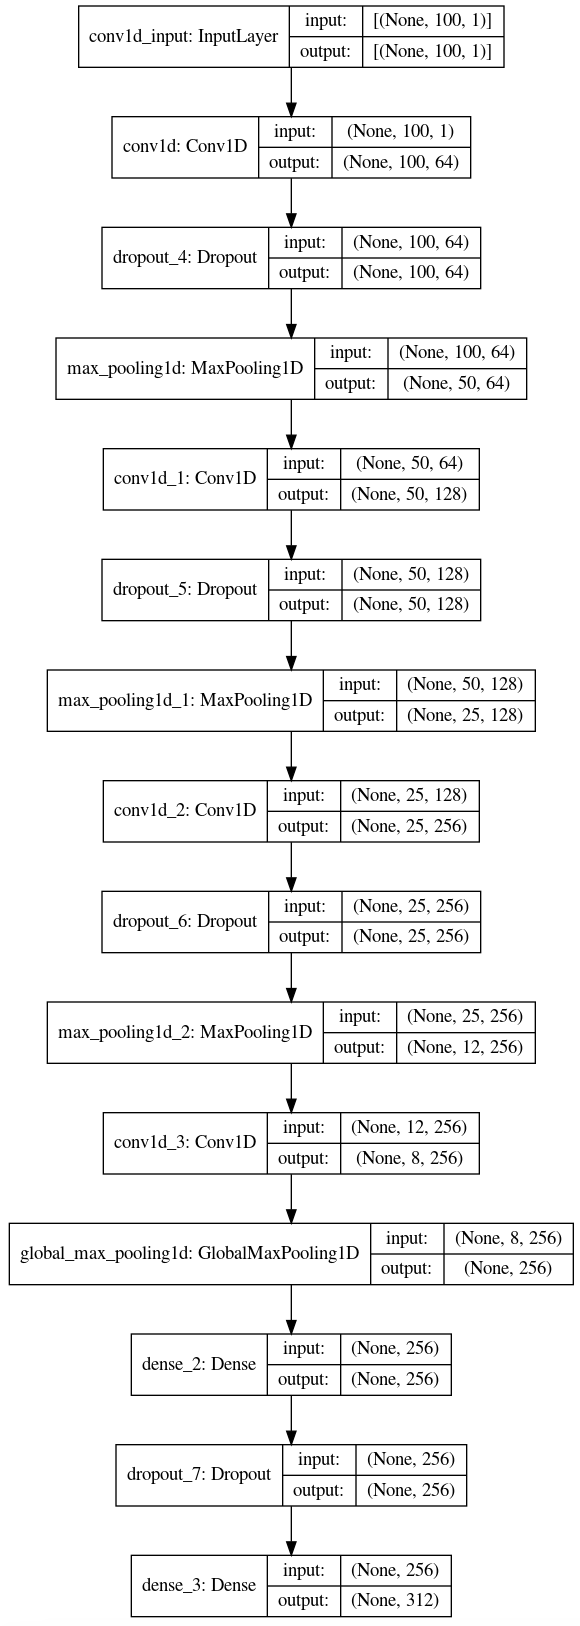 conv1d_input: InputLayer
input: [(None, 100, 1)]
output: [(None, 100, 1)]
conv1d: Conv1D
input: (None, 100, 1)
output: (None, 100, 64)
dropout_4: Dropout
input: (None, 100, 64)
output: (None, 100, 64)
max_pooling1d: MaxPooling1D
input: (None, 100, 64)
output: (None, 50, 64)
conv1d_1: Conv1D
input: (None, 50, 64)
output: (None, 50, 128)
dropout_5: Dropout
input: (None, 50, 128)
output: (None, 50, 128)
max_pooling1d_1: MaxPooling1D
input: (None, 50, 128)
output: (None, 25, 128)
conv1d_2: Conv1D
input: (None, 25, 128)
output: (None, 25, 256)
dropout_6: Dropout
input: (None, 25, 256)
output: (None, 25, 256)
max_pooling1d_2: MaxPooling1D
input: (None, 25, 256)
output: (None, 12, 256)
conv1d_3: Conv1D
input: (None, 12, 256)
output: (None, 8, 256)
global_max_pooling1d: GlobalMaxPooling1D
input: (None, 8, 256)
output: (None, 256)
dense_2: Dense
input: (None, 256)
output: (None, 256)
dropout_7: Dropout
input: (None, 256)
output: (None, 256)
dense_3: Dense
input: (None, 256)
output: (None, 312)